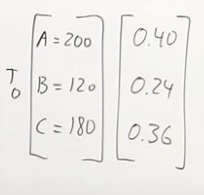 A = 200 0.40
T
0 B = 120 0.24
C = 180 0.36